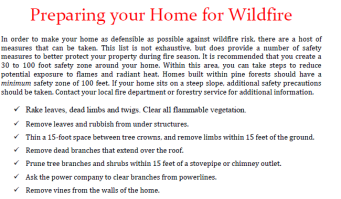 Preparing your Home for Wildfire
In order to make your home as defensible as possible against wildfire risk, there are a host of
measures that can be taken. This list is not exhaustive, but does provide a number of safety
measures to better protect your property during fire season. It is recommended that you create a
30 to 100 foot safety zone around your home. Within this area, you can take steps to reduce
potential exposure to flames and radiant heat. Homes built within pine forests should have a
minimum safety zone of 100 feet. If your home sits on a steep slope, additional safety precautions
should be taken. Contact your local fire department or forestry service for additional information.
✓ Rake leaves, dead limbs and twigs. Clear all flammable vegetation.
✓ Remove leaves and rubbish from under structures.
✓ Thin a 15-foot space between tree crowns, and remove limbs within 15 feet of the ground.
✓ Remove dead branches that extend over the roof.
✓ Prune tree branches and shrubs within 15 feet of a stovepipe or chimney outlet.
✓ Ask the power company to clear branches from powerlines.
✓ Remove vines from the walls of the home.